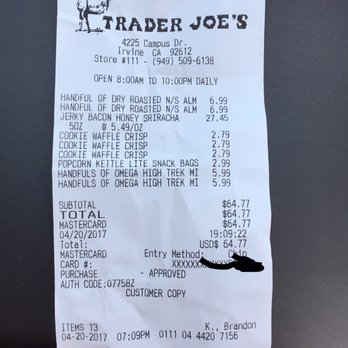 TRADER JOE'S
4225 Campus Dr.
Irvine CA 92612
Store #111 - (949) 509-6138
OPEN 8:00AM TO 10:00PM DAILY
HANDFUL OF DRY ROASTED N/S ALM 6.99
HANDFUL OF DRY ROASTED N/S ALM 6.99
JERKY BACON HONEY SRIRACHA 27.45
5OZ @ 5.49/OZ
COOKIE WAFFLE CRISP 2.79
COOKIE WAFFLE CRISP 2.79
COOKIE WAFFLE CRISP 2.79
POPCORN KETTLE LITE SNACK BAGS 2.99
HANDFULS OF OMEGA HIGH TREK MI 5.99
HANDFULS OF OMEGA HIGH TREK MI 5.99
SUBTOTAL $64.77
TOTAL $64.77
MASTERCARD $64.77
04/20/2017 19:09:22
Total: USD$ 64.77
MASTERCARD Entry Method: Chip
CARD #:
PURCHASE - APPROVED
AUTH CODE:07758Z
CUSTOMER COPY
ITEMS 13 K., Brandon
04-20-2017 07:09PM 0111 04 4420 7156